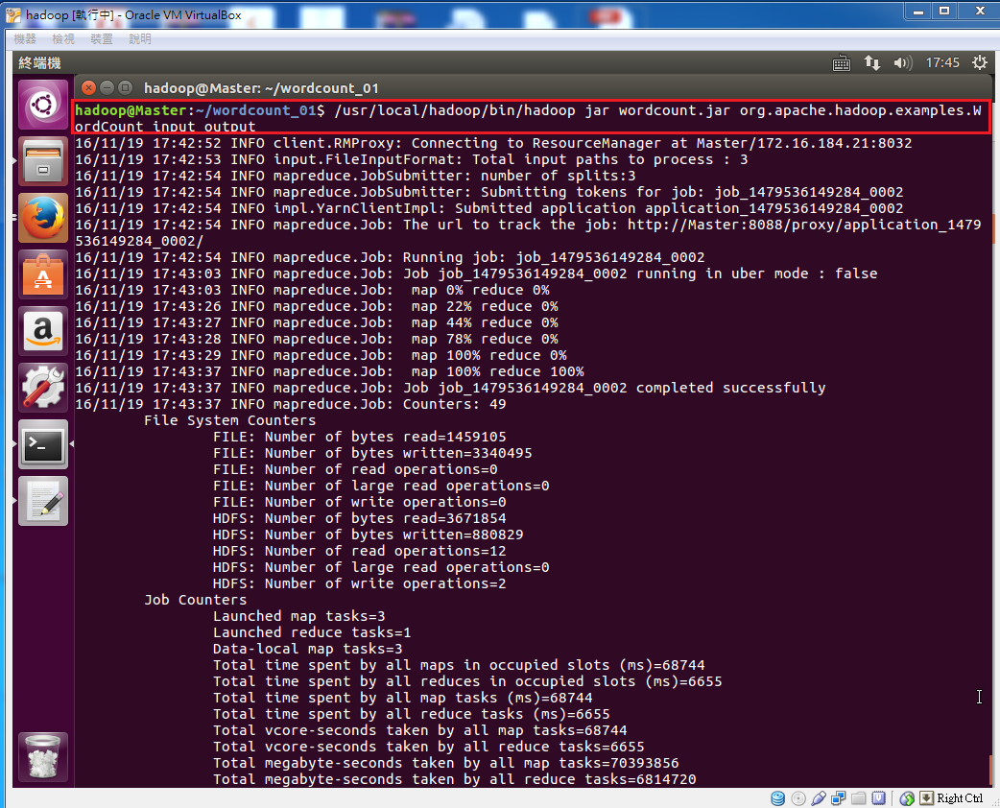 hadoop [執行中] - Oracle VM VirtualBox
機器 檢視 裝置 說明
終端機 17:45
hadoop@Master: ~/wordcount_01
hadoop@Master:~/wordcount_01$ /usr/local/hadoop/bin/hadoop jar wordcount.jar org.apache.hadoop.examples.W
ordCount input output
16/11/19 17:42:52 INFO client.RMProxy: Connecting to ResourceManager at Master/172.16.184.21:8032
16/11/19 17:42:53 INFO input.FileInputFormat: Total input paths to process : 3
16/11/19 17:42:54 INFO mapreduce.JobSubmitter: number of splits:3
16/11/19 17:42:54 INFO mapreduce.JobSubmitter: Submitting tokens for job: job_1479536149284_0002
16/11/19 17:42:54 INFO impl.YarnClientImpl: Submitted application application_1479536149284_0002
16/11/19 17:42:54 INFO mapreduce.Job: The url to track the job: http://Master:8088/proxy/application_1479
536149284_0002/
16/11/19 17:42:54 INFO mapreduce.Job: Running job: job_1479536149284_0002
16/11/19 17:43:03 INFO mapreduce.Job: Job job_1479536149284_0002 running in uber mode : false
16/11/19 17:43:03 INFO mapreduce.Job:  map 0% reduce 0%
16/11/19 17:43:26 INFO mapreduce.Job:  map 22% reduce 0%
16/11/19 17:43:27 INFO mapreduce.Job:  map 44% reduce 0%
16/11/19 17:43:28 INFO mapreduce.Job:  map 78% reduce 0%
16/11/19 17:43:29 INFO mapreduce.Job:  map 100% reduce 0%
16/11/19 17:43:37 INFO mapreduce.Job:  map 100% reduce 100%
16/11/19 17:43:37 INFO mapreduce.Job: Job job_1479536149284_0002 completed successfully
16/11/19 17:43:37 INFO mapreduce.Job: Counters: 49
File System Counters
FILE: Number of bytes read=1459105
FILE: Number of bytes written=3340495
FILE: Number of read operations=0
FILE: Number of large read operations=0
FILE: Number of write operations=0
HDFS: Number of bytes read=3671854
HDFS: Number of bytes written=880829
HDFS: Number of read operations=12
HDFS: Number of large read operations=0
HDFS: Number of write operations=2
Job Counters
Launched map tasks=3
Launched reduce tasks=1
Data-local map tasks=3
Total time spent by all maps in occupied slots (ms)=68744
Total time spent by all reduces in occupied slots (ms)=6655
Total time spent by all map tasks (ms)=68744
Total time spent by all reduce tasks (ms)=6655
Total vcore-seconds taken by all map tasks=68744
Total vcore-seconds taken by all reduce tasks=6655
Total megabyte-seconds taken by all map tasks=70393856
Total megabyte-seconds taken by all reduce tasks=6814720
Right Ctrl